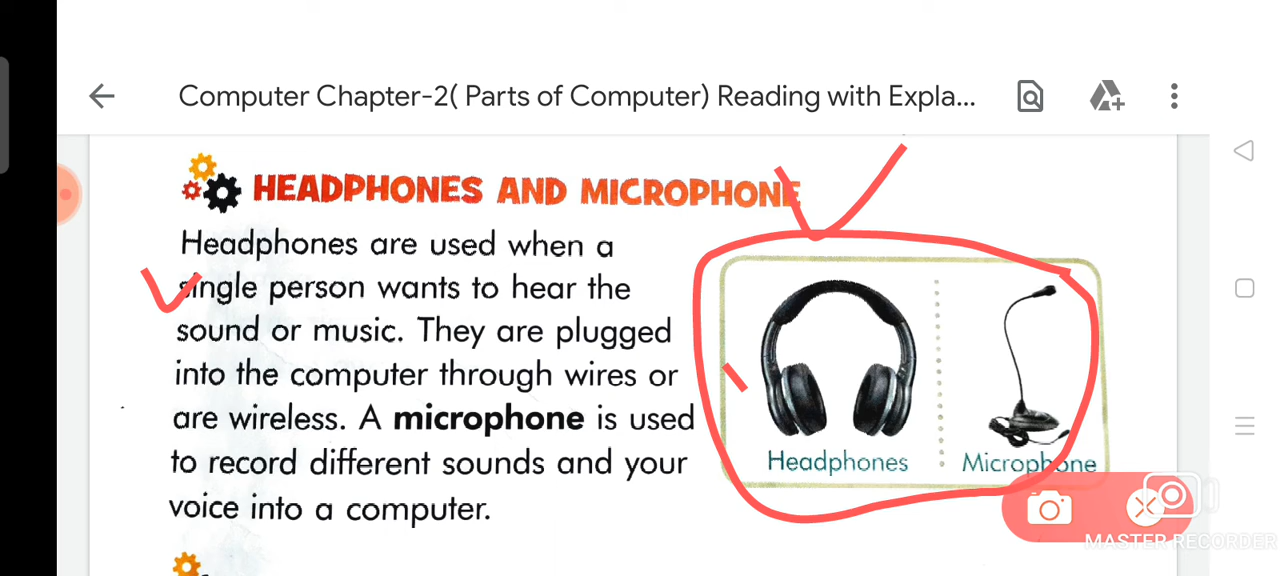 Computer Chapter-2( Parts of Computer) Reading with Expla...
HEADPHONES AND MICROPHONE
Headphones are used when a
single person wants to hear the
sound or music. They are plugged
into the computer through wires or
are wireless. A microphone is used
to record different sounds and your
voice into a computer.
Headphones
Microphone
MASTER RECORDER